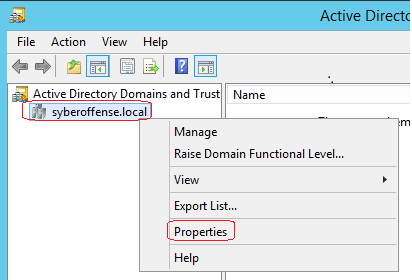 Active Directo
File Action View Help
Active Directory Domains and Trust
Name
syberoffense.local
Manage
Raise Domain Functional Level...
View
Export List...
Properties
Help